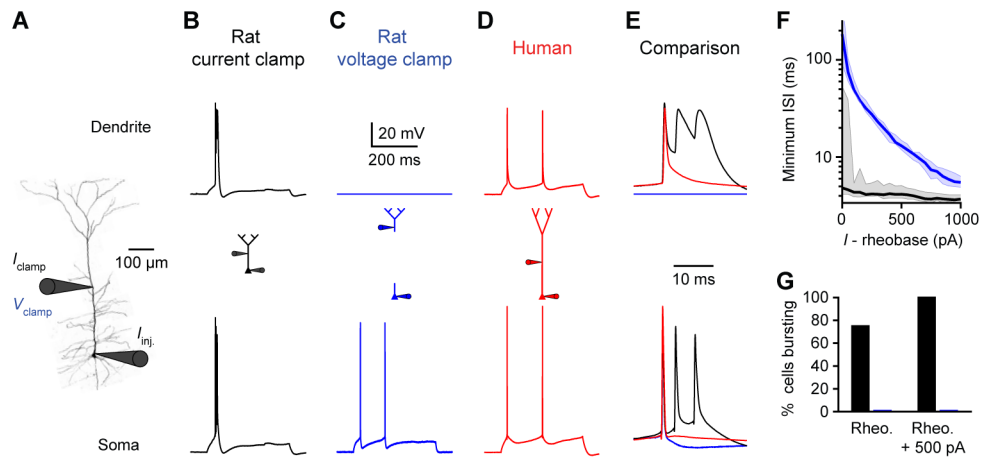 A
B
C
D
E
F
G
Rat
current clamp
Rat
voltage clamp
Human
Comparison
Dendrite
20 mV
200 ms
I clamp
V clamp
I inj.
100 µm
10 ms
Soma
Minimum ISI (ms)
100
10
0
500
1000
I - rheobase (pA)
% cells bursting
100
80
60
40
20
0
Rheo.
Rheo.
+ 500 pA